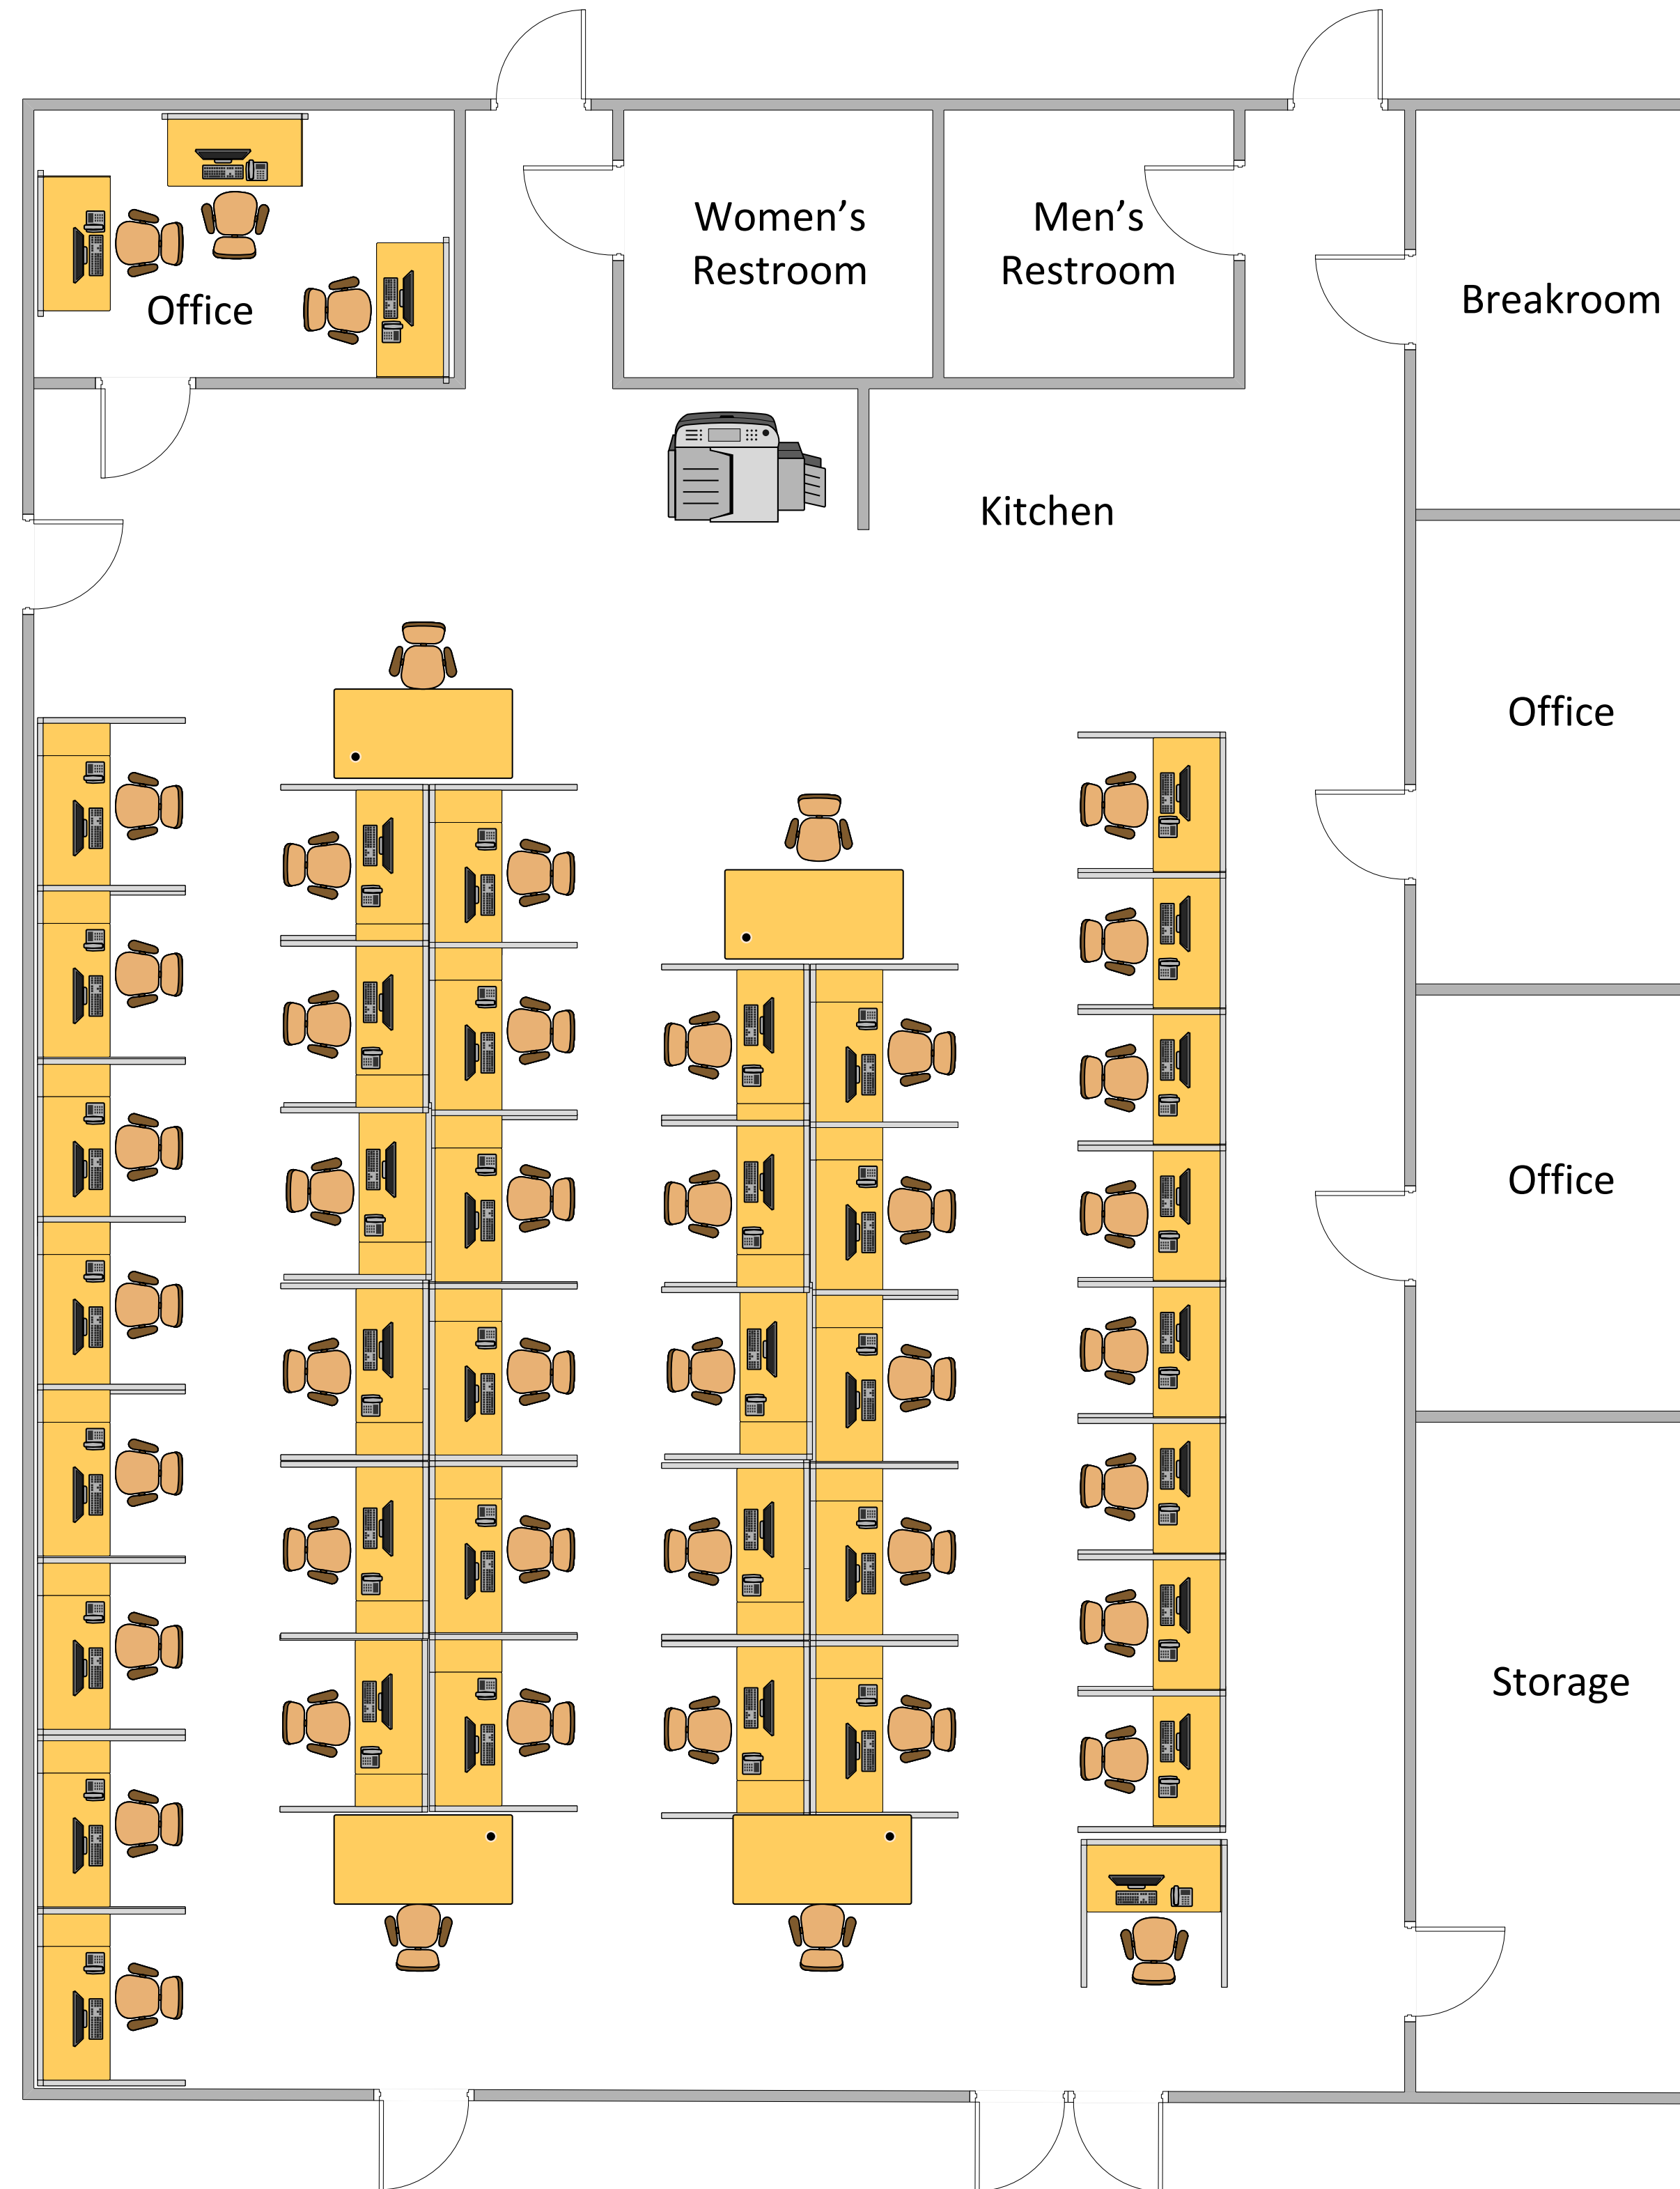 Women’s
Restroom
Men’s
Restroom
Breakroom
Office
Kitchen
Office
Office
Storage